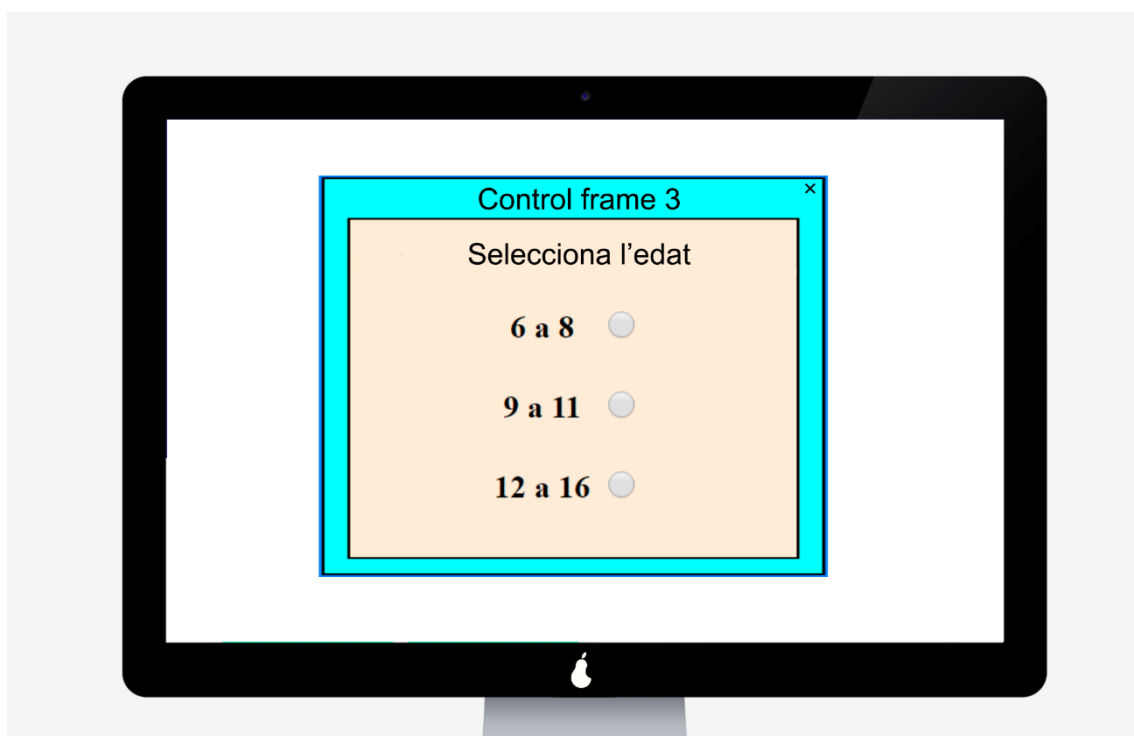 Control frame 3
×
Selecciona l’edat
6 a 8
9 a 11
12 a 16